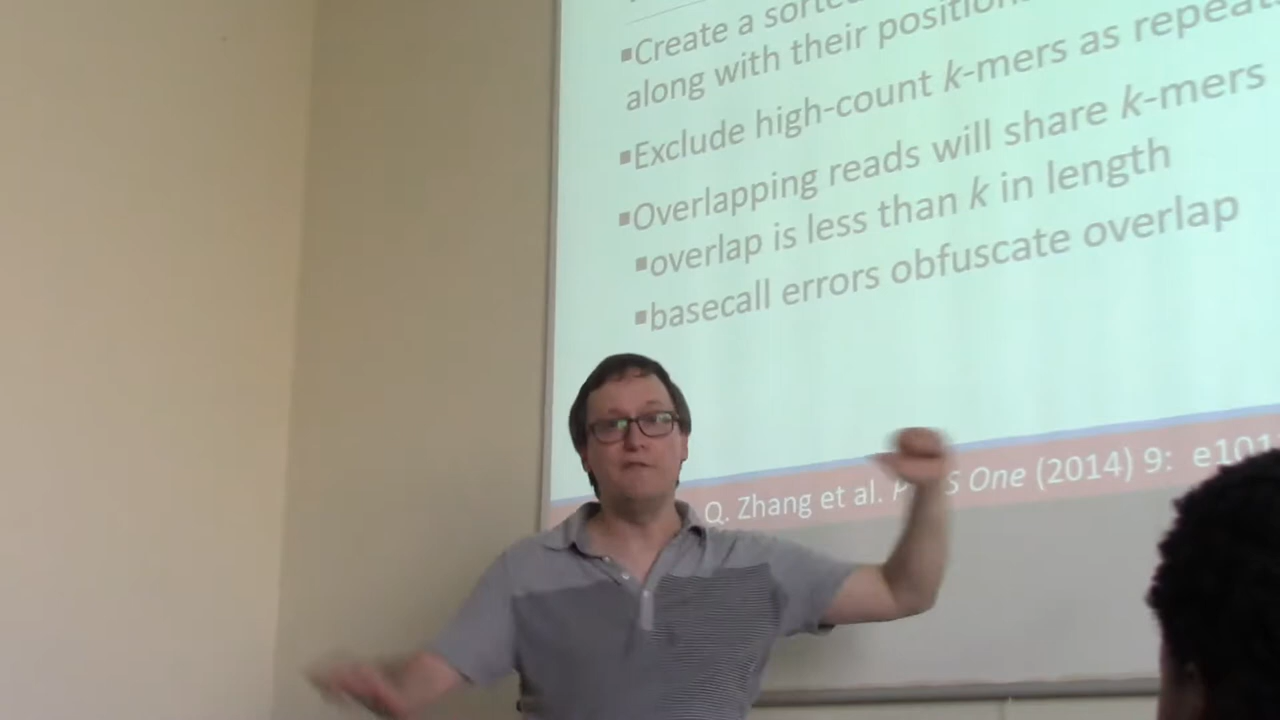 ▪Create a sorted
along with their position
▪Exclude high-count k-mers as repeat
▪Overlapping reads will share k-mers
▪overlap is less than k in length
▪basecall errors obfuscate overlap
Q. Zhang et al. One (2014) 9: e101